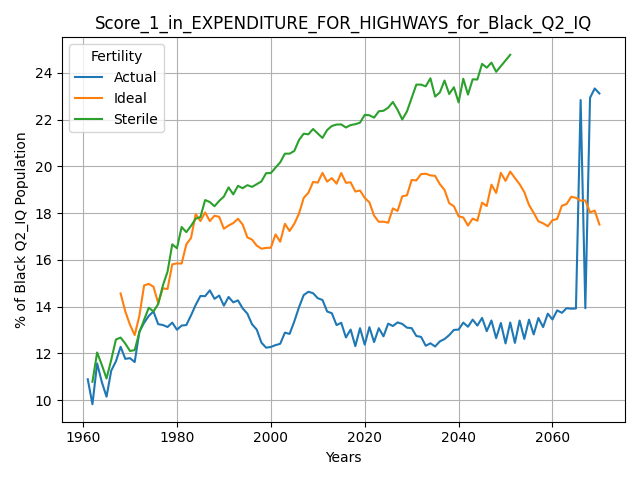 Score_1_in_EXPENDITURE_FOR_HIGHWAYS_for_Black_Q2_IQ
Fertility
Actual
Ideal
Sterile
% of Black Q2_IQ Population
24
22
20
18
16
14
12
10
1960 1980 2000 2020 2040 2060
Years